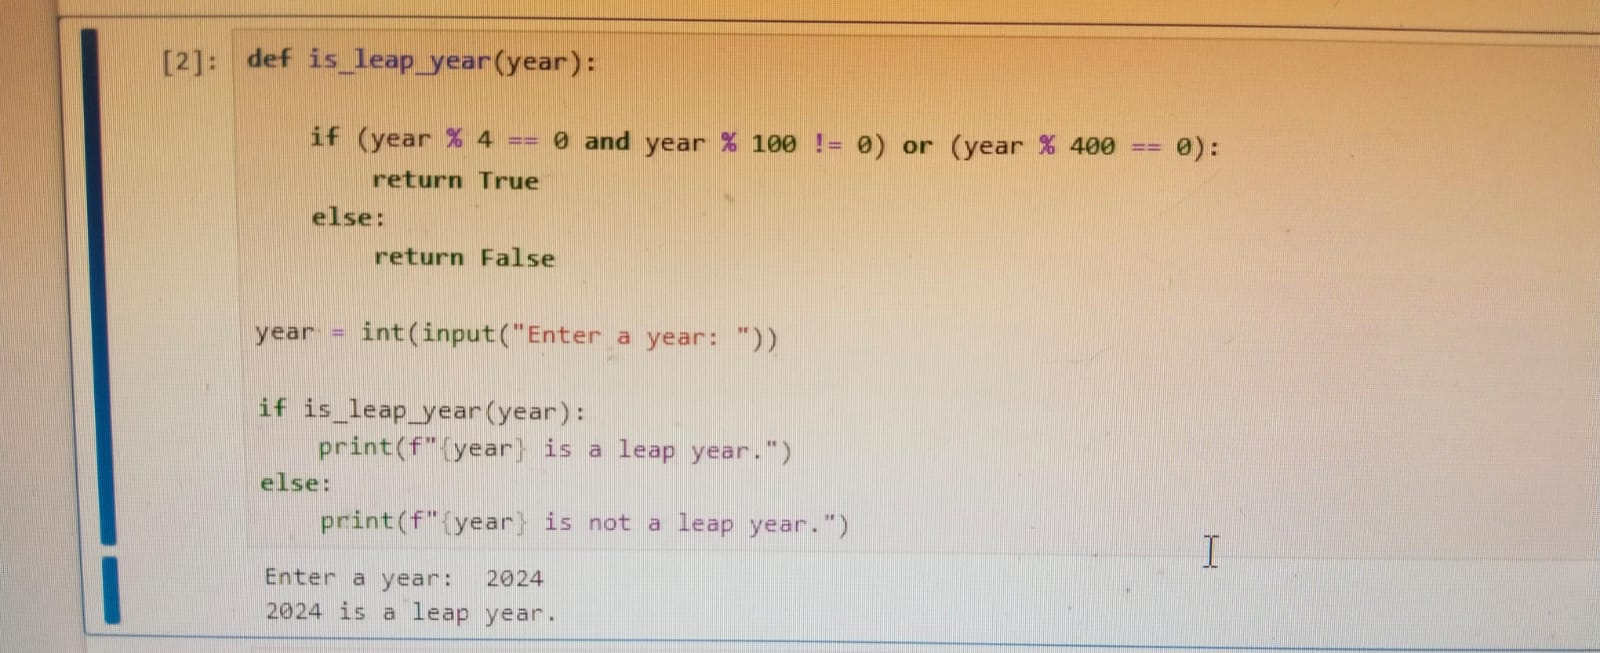 [2]: def is_leap_year(year):
if (year % 4 == 0 and year % 100 != 0) or (year % 400 == 0):
return True
else:
return False
year = int(input("Enter a year: "))
if is_leap_year(year):
print(f"{year} is a leap year.")
else:
print(f"{year} is not a leap year.")
Enter a year:  2024
2024 is a leap year.